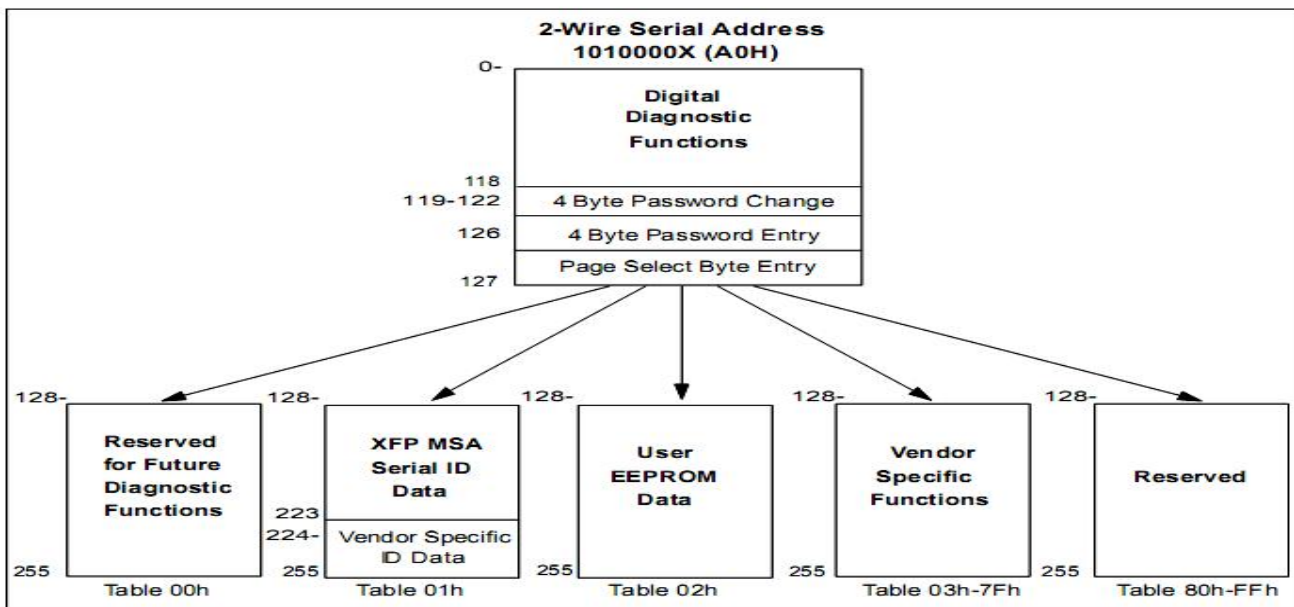 2-Wire Serial Address
1010000X (A0H)
0-
Digital
Diagnostic
Functions
118
119-122
4 Byte Password Change
126
4 Byte Password Entry
Page Select Byte Entry
127
128-
Reserved
for Future
Diagnostic
Functions
255
Table 00h
128-
XFP MSA
Serial ID
Data
223
224-
Vendor Specific
ID Data
255
Table 01h
128-
User
EEPROM
Data
255
Table 02h
128-
Vendor
Specific
Functions
255
Table 03h-7Fh
128-
Reserved
255
Table 80h-FFh